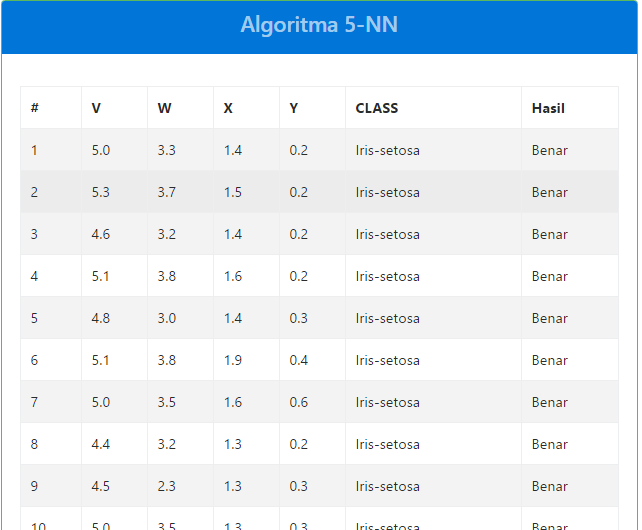 Algoritma 5-NN
# V W X Y CLASS Hasil
1 5.0 3.3 1.4 0.2 Iris-setosa Benar
2 5.3 3.7 1.5 0.2 Iris-setosa Benar
3 4.6 3.2 1.4 0.2 Iris-setosa Benar
4 5.1 3.8 1.6 0.2 Iris-setosa Benar
5 4.8 3.0 1.4 0.3 Iris-setosa Benar
6 5.1 3.8 1.9 0.4 Iris-setosa Benar
7 5.0 3.5 1.6 0.6 Iris-setosa Benar
8 4.4 3.2 1.3 0.2 Iris-setosa Benar
9 4.5 2.3 1.3 0.3 Iris-setosa Benar
10 5.0 3.5 1.3 0.3 Iris-setosa Benar